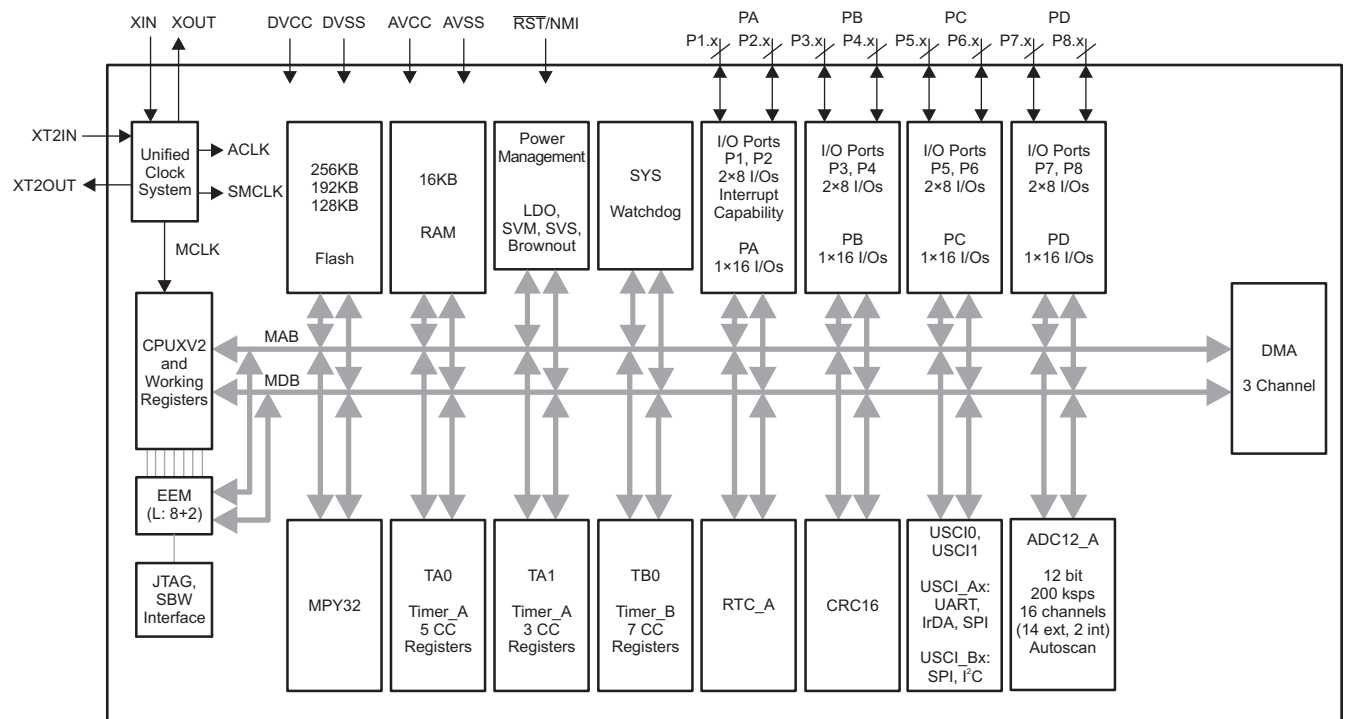 XIN XOUT DVCC DVSS AVCC AVSS RST/NMI
PA PB PC PD
P1.x P2.x P3.x P4.x P5.x P6.x P7.x P8.x
XT2IN
XT2OUT
Unified
Clock
System
ACLK
SMCLK
MCLK
256KB
192KB
128KB
Flash
16KB
RAM
Power
Management
LDO,
SVM, SVS,
Brownout
SYS
Watchdog
I/O Ports
P1, P2
2×8 I/Os
Interrupt
Capability
PA
1×16 I/Os
I/O Ports
P3, P4
2×8 I/Os
PB
1×16 I/Os
I/O Ports
P5, P6
2×8 I/Os
PC
1×16 I/Os
I/O Ports
P7, P8
2×8 I/Os
PD
1×16 I/Os
CPUXV2
and
Working
Registers
MAB
MDB
DMA
3 Channel
EEM
(L: 8+2)
JTAG,
SBW
Interface
MPY32
TA0
Timer_A
5 CC
Registers
TA1
Timer_A
3 CC
Registers
TB0
Timer_B
7 CC
Registers
RTC_A
CRC16
USCI0,
USCI1
USCI_Ax:
UART,
IrDA, SPI
USCI_Bx:
SPI, I²C
ADC12_A
12 bit
200 ksps
16 channels
(14 ext, 2 int)
Autoscan